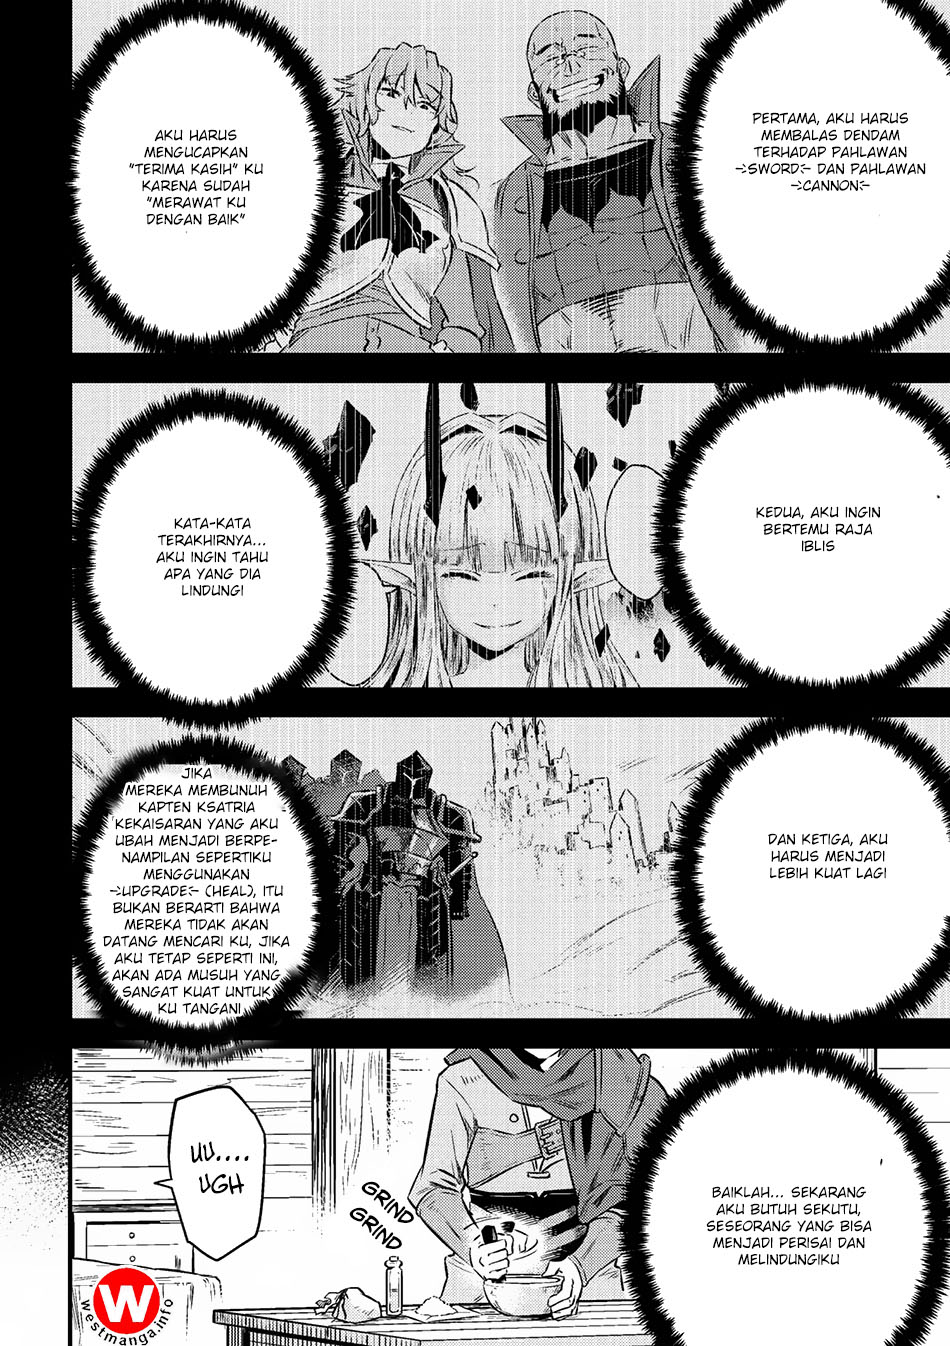 PERTAMA, AKU HARUS
MEMBALAS DENDAM
TERHADAP PAHLAWAN
->SWORD<- DAN PAHLAWAN
->CANNON<-
AKU HARUS
MENGUCAPKAN
"TERIMA KASIH" KU
KARENA SUDAH
"MERAWAT KU
DENGAN BAIK"
KEDUA, AKU INGIN
BERTEMU RAJA
IBLIS
KATA-KATA
TERAKHIRNYA...
AKU INGIN TAHU
APA YANG DIA
LINDUNGI
DAN KETIGA, AKU
HARUS MENJADI
LEBIH KUAT LAGI
JIKA
MEREKA MEMBUNUH
KAPTEN KSATRIA
KEKAISARAN YANG AKU
UBAH MENJADI BERPE-
NAMPILAN SEPERTIKU
MENGGUNAKAN
->UPGRADE<- (HEAL), ITU
BUKAN BERARTI BAHWA
MEREKA TIDAK AKAN
DATANG MENCARI KU, JIKA
AKU TETAP SEPERTI INI,
AKAN ADA MUSUH YANG
SANGAT KUAT UNTUK
KU TANGANI
BAIKLAH... SEKARANG
AKU BUTUH SEKUTU,
SESEORANG YANG BISA
MENJADI PERISAI DAN
MELINDUNGIKU
GRIND
GRIND
UU....
UGH
W
westmanga.info